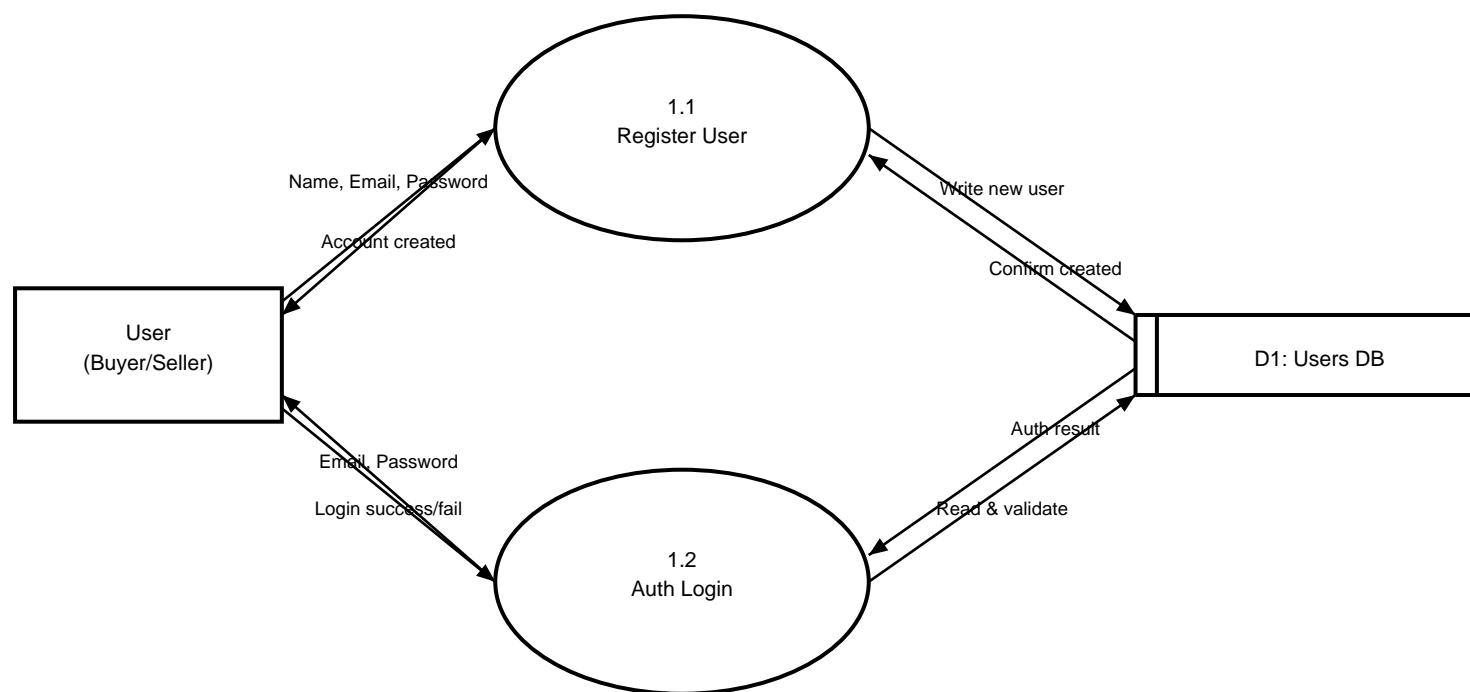 1.1
Register User
Name, Email, Password
Write new user
Account created
Confirm created
User
(Buyer/Seller)
D1: Users DB
Auth result
Email, Password
Login success/fail
Read & validate
1.2
Auth Login